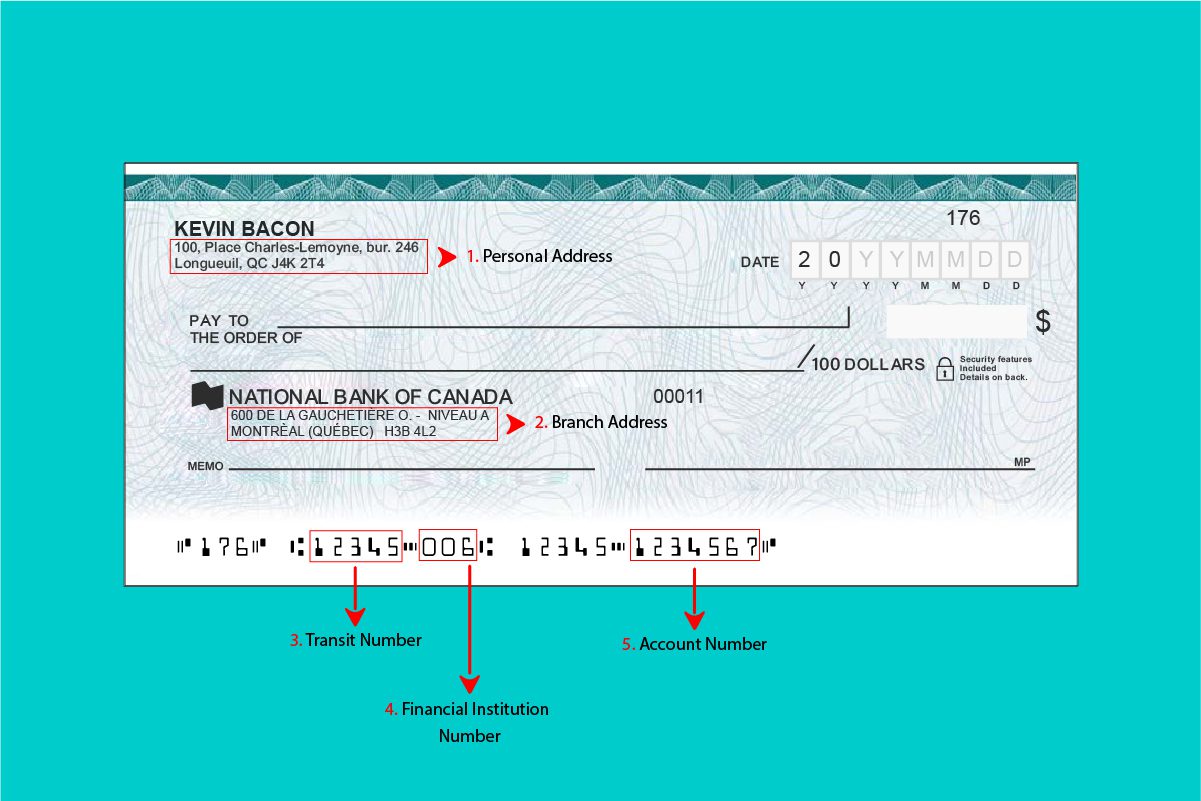 KEVIN BACON
100, Place Charles-Lemoyne, bur. 246
Longueuil, QC J4K 2T4
1. Personal Address
176
DATE 2 0 Y Y M M D D
Y Y Y Y M M D D
PAY TO
THE ORDER OF
$
100 DOLLARS
Security features
Included
Details on back.
NATIONAL BANK OF CANADA
00011
600 DE LA GAUCHETIÈRE O. - NIVEAU A
MONTRÈAL (QUÉBEC) H3B 4L2
2. Branch Address
MEMO
MP
⑈176⑈ ⑆12345⑉006⑆ 12345⑉1234567⑈
3. Transit Number
5. Account Number
4. Financial Institution
Number